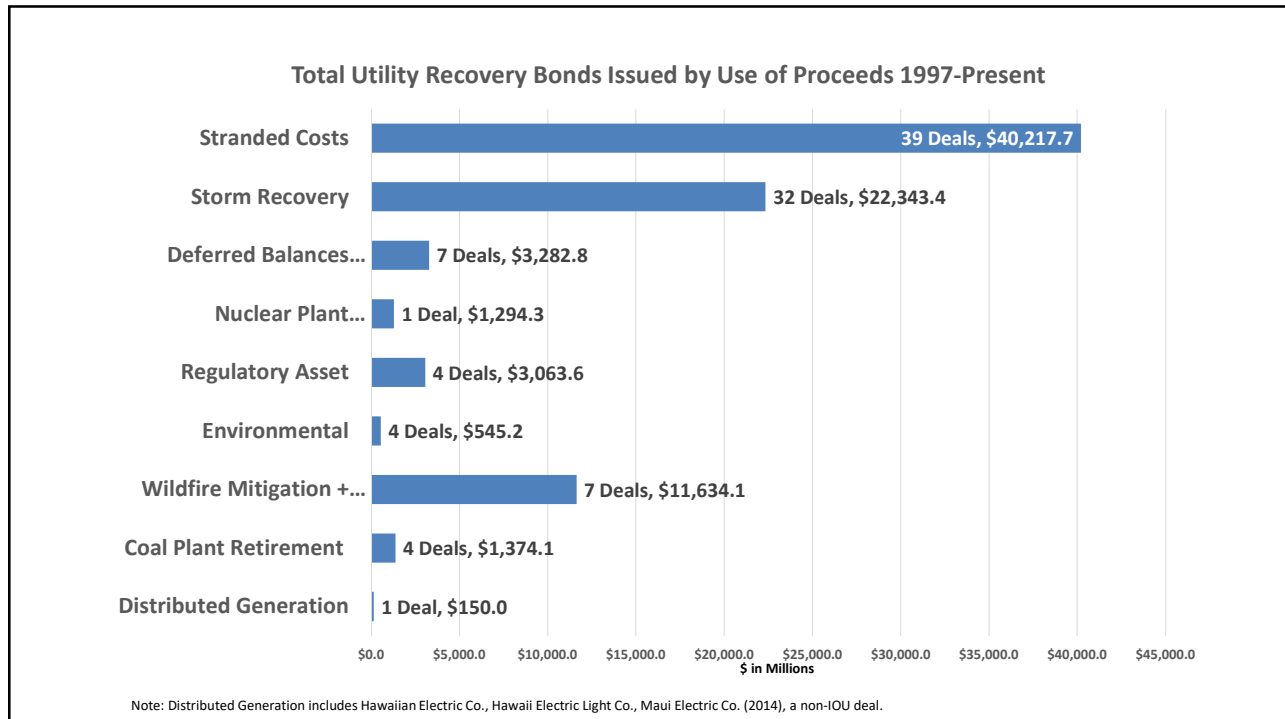 Total Utility Recovery Bonds Issued by Use of Proceeds 1997-Present
Stranded Costs
39 Deals, $40,217.7
Storm Recovery
32 Deals, $22,343.4
Deferred Balances...
7 Deals, $3,282.8
Nuclear Plant...
1 Deal, $1,294.3
Regulatory Asset
4 Deals, $3,063.6
Environmental
4 Deals, $545.2
Wildfire Mitigation +...
7 Deals, $11,634.1
Coal Plant Retirement
4 Deals, $1,374.1
Distributed Generation
1 Deal, $150.0
$0.0 $5,000.0 $10,000.0 $15,000.0 $20,000.0 $25,000.0 $30,000.0 $35,000.0 $40,000.0 $45,000.0
$ in Millions
Note: Distributed Generation includes Hawaiian Electric Co., Hawaii Electric Light Co., Maui Electric Co. (2014), a non-IOU deal.